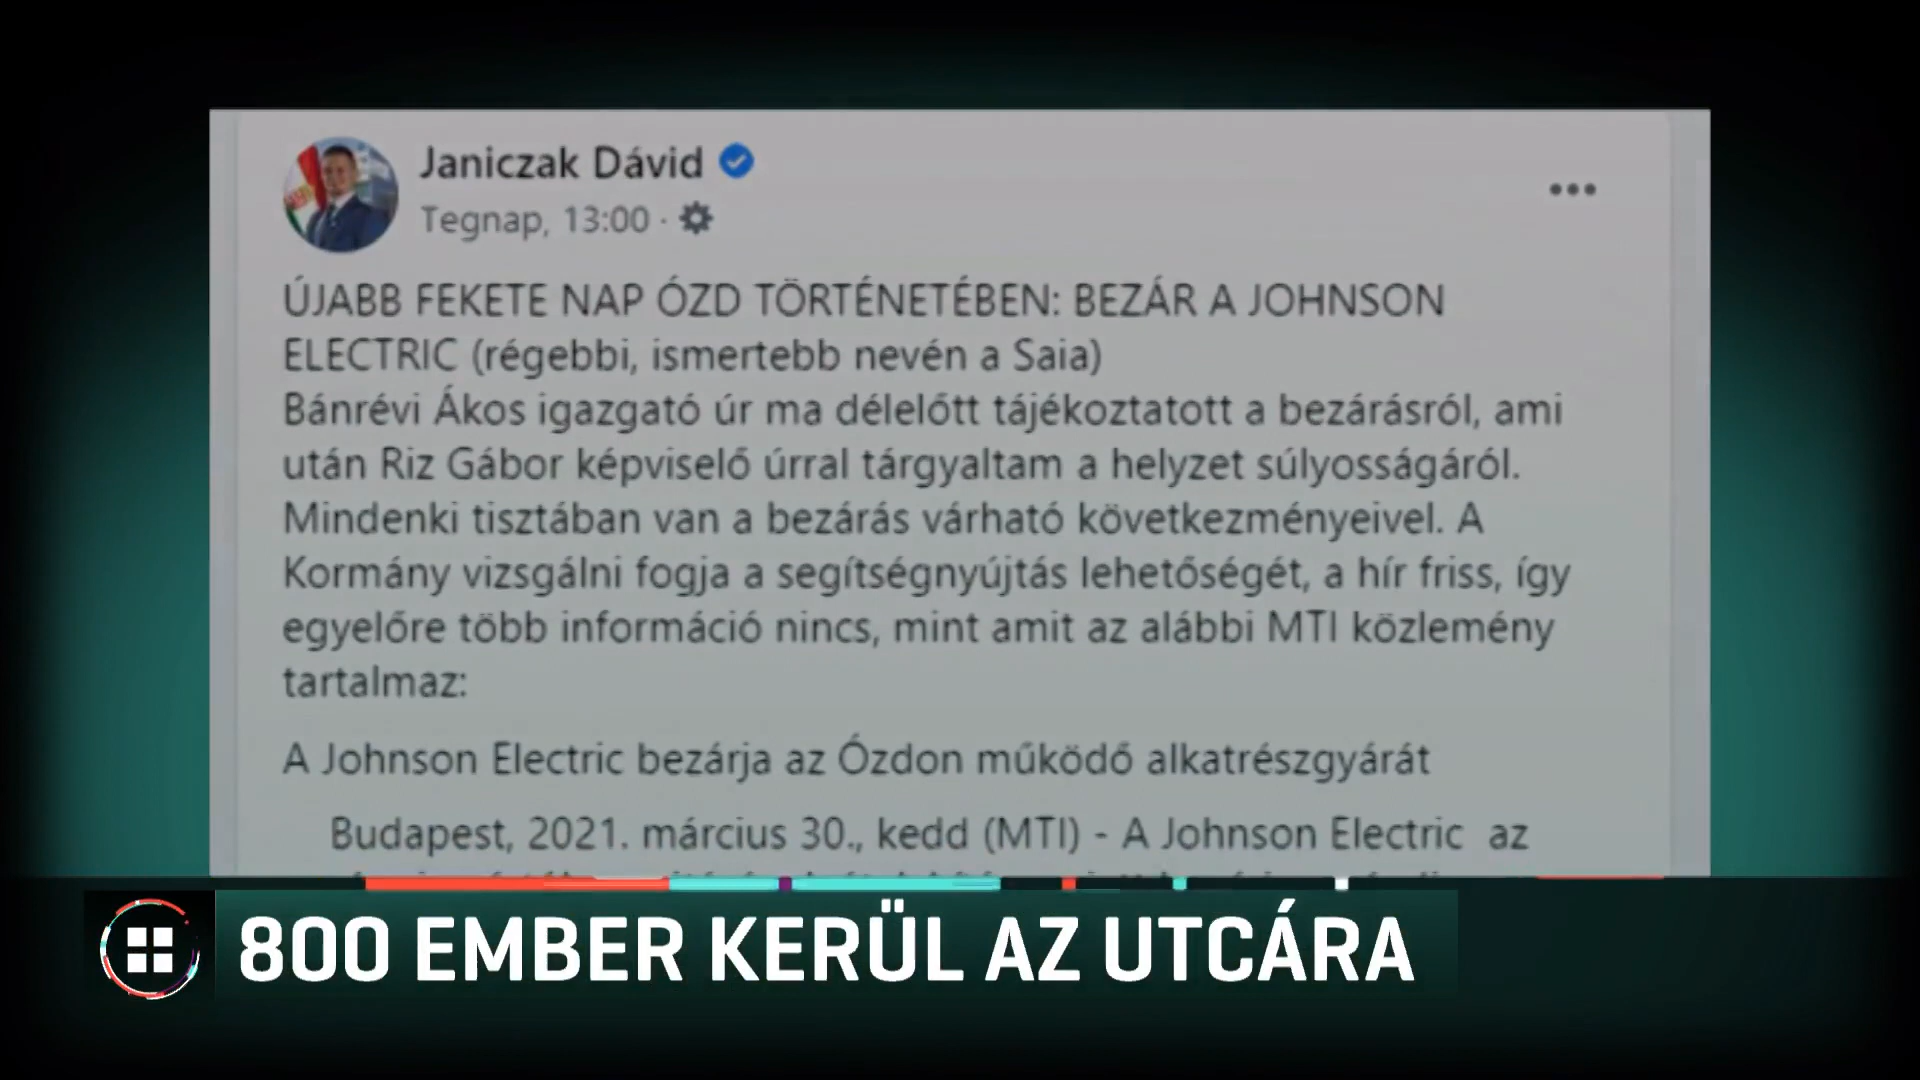 Janiczak Dávid
Tegnap, 13:00 ·
ÚJABB FEKETE NAP ÓZD TÖRTÉNETÉBEN: BEZÁR A JOHNSON
ELECTRIC (régebbi, ismertebb nevén a Saia)
Bánrévi Ákos igazgató úr ma délelőtt tájékoztatott a bezárásról, ami
után Riz Gábor képviselő úrral tárgyaltam a helyzet súlyosságáról.
Mindenki tisztában van a bezárás várható következményeivel. A
Kormány vizsgálni fogja a segítségnyújtás lehetőségét, a hír friss, így
egyelőre több információ nincs, mint amit az alábbi MTI közlemény
tartalmaz:
A Johnson Electric bezárja az Ózdon működő alkatrészgyárát
Budapest, 2021. március 30., kedd (MTI) - A Johnson Electric az
800 EMBER KERÜL AZ UTCÁRA